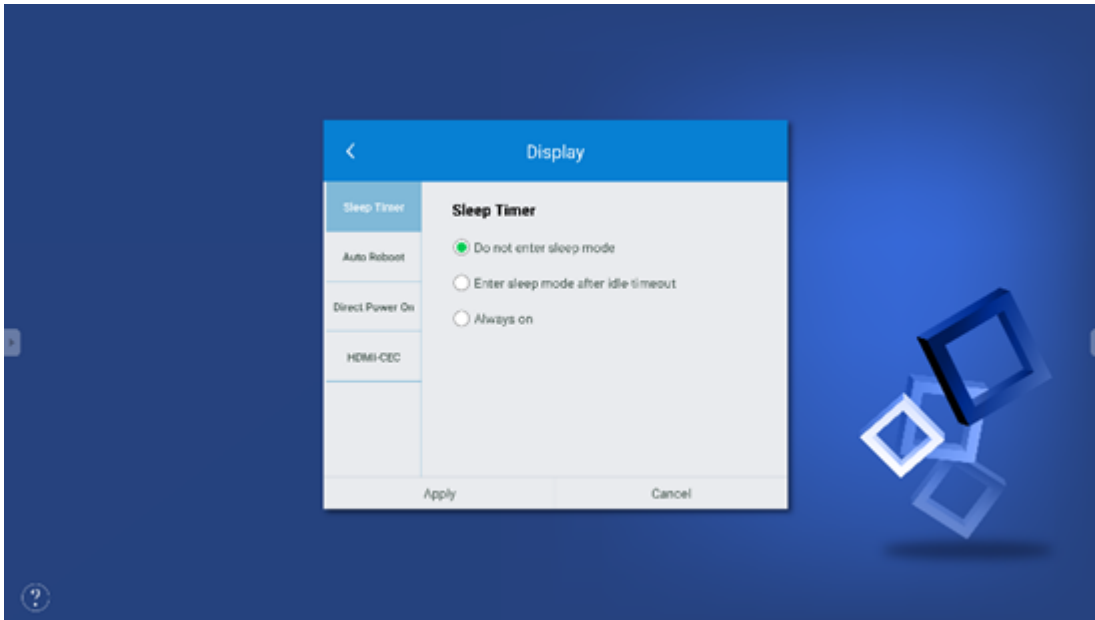 Display
Sleep Timer
Auto Reboot
Direct Power On
HDMI-CEC
Sleep Timer
Do not enter sleep mode
Enter sleep mode after idle timeout
Always on
Apply
Cancel
?